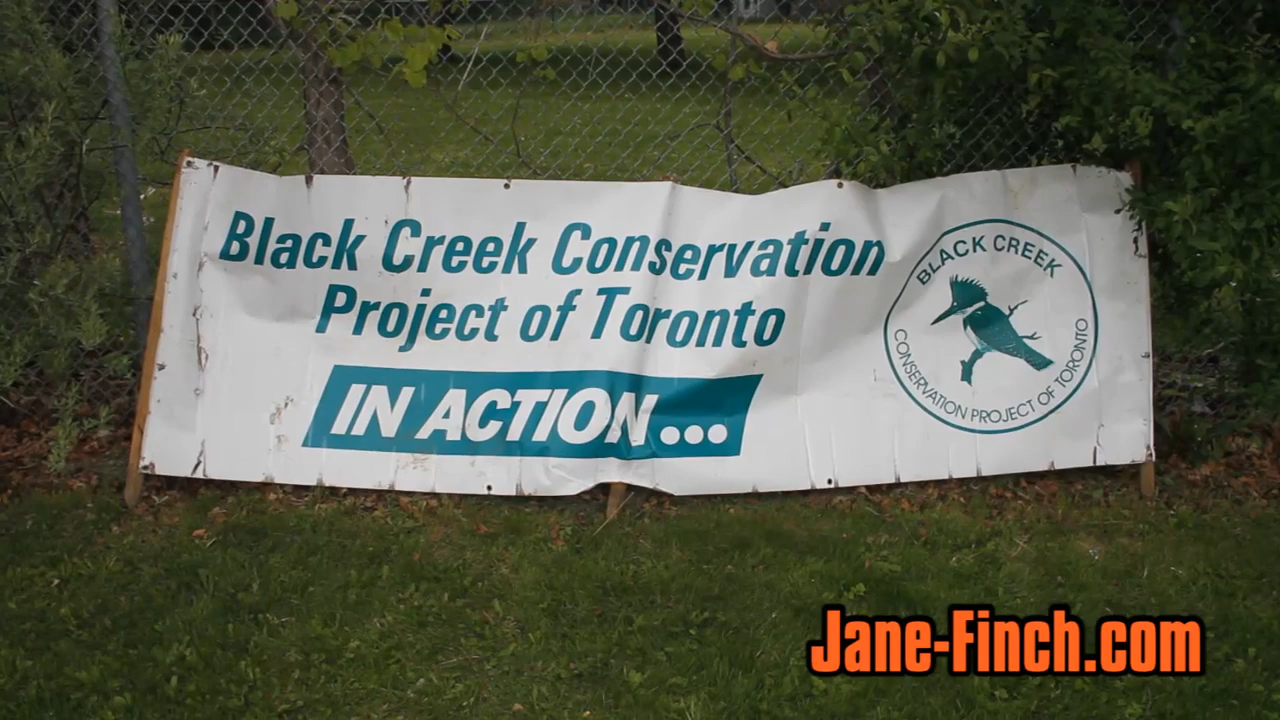 Black Creek Conservation
Project of Toronto
IN ACTION...
BLACK CREEK
CONSERVATION PROJECT OF TORONTO
Jane-Finch.com